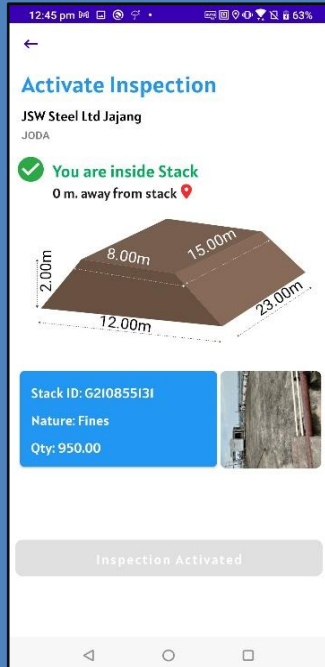 12:45 pm
63%
Activate Inspection
JSW Steel Ltd Jajang
JODA
You are inside Stack
0 m. away from stack
8.00m
15.00m
2.00m
12.00m
23.00m
Stack ID: G210855131
Nature: Fines
Qty: 950.00
Inspection Activated